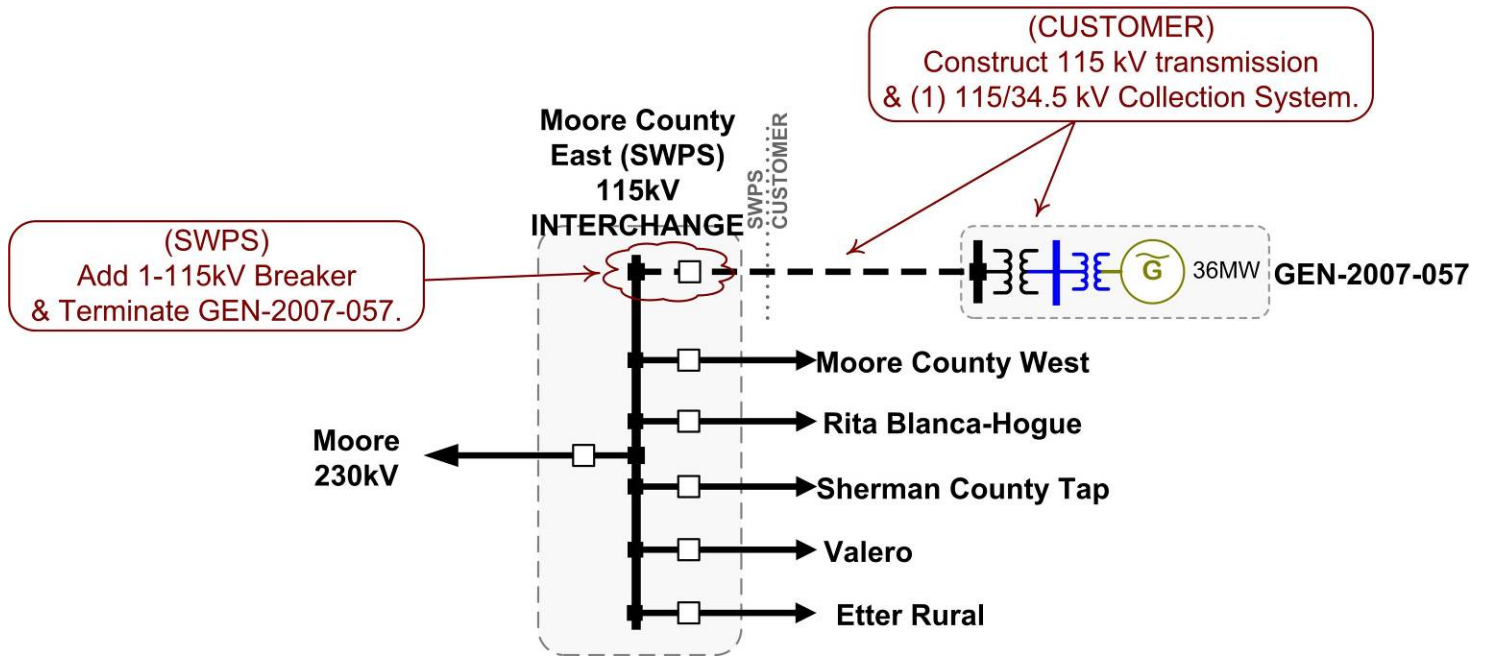 (CUSTOMER)
Construct 115 kV transmission
& (1) 115/34.5 kV Collection System.
Moore County
East (SWPS)
115kV
INTERCHANGE
SWPS
CUSTOMER
(SWPS)
Add 1-115kV Breaker
& Terminate GEN-2007-057.
G
36MW
GEN-2007-057
Moore County West
Rita Blanca-Hogue
Moore
230kV
Sherman County Tap
Valero
Etter Rural